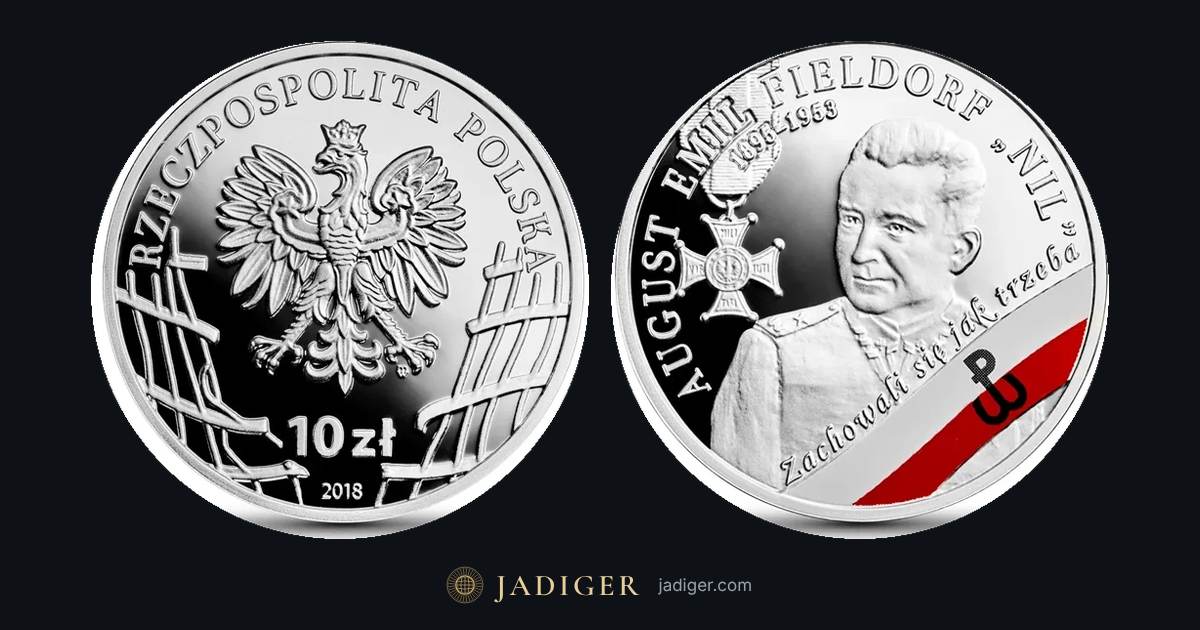 RZECZPOSPOLITA POLSKA
10 zł
2018
AUGUST EMIL FIELDORF „NIL”
1895-1953
Zachowali się jak trzeba
JADIGER jadiger.com